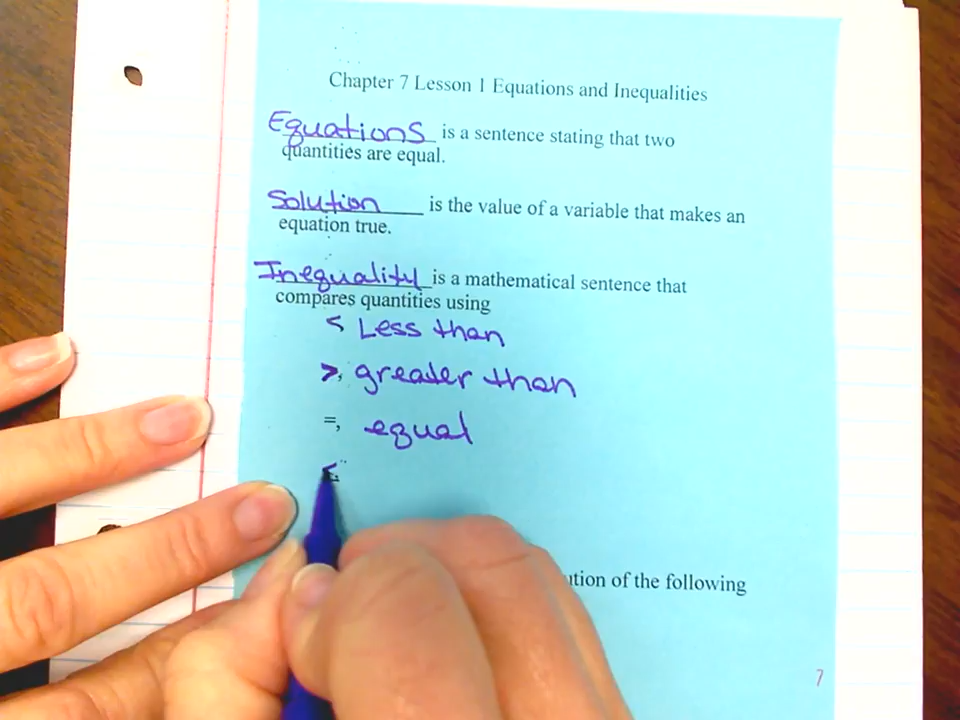 Chapter 7 Lesson 1 Equations and Inequalities
Equations is a sentence stating that two
quantities are equal.
Solution is the value of a variable that makes an
equation true.
Inequality is a mathematical sentence that
compares quantities using
< Less than
>, greater than
=, equal
<
of the following
7